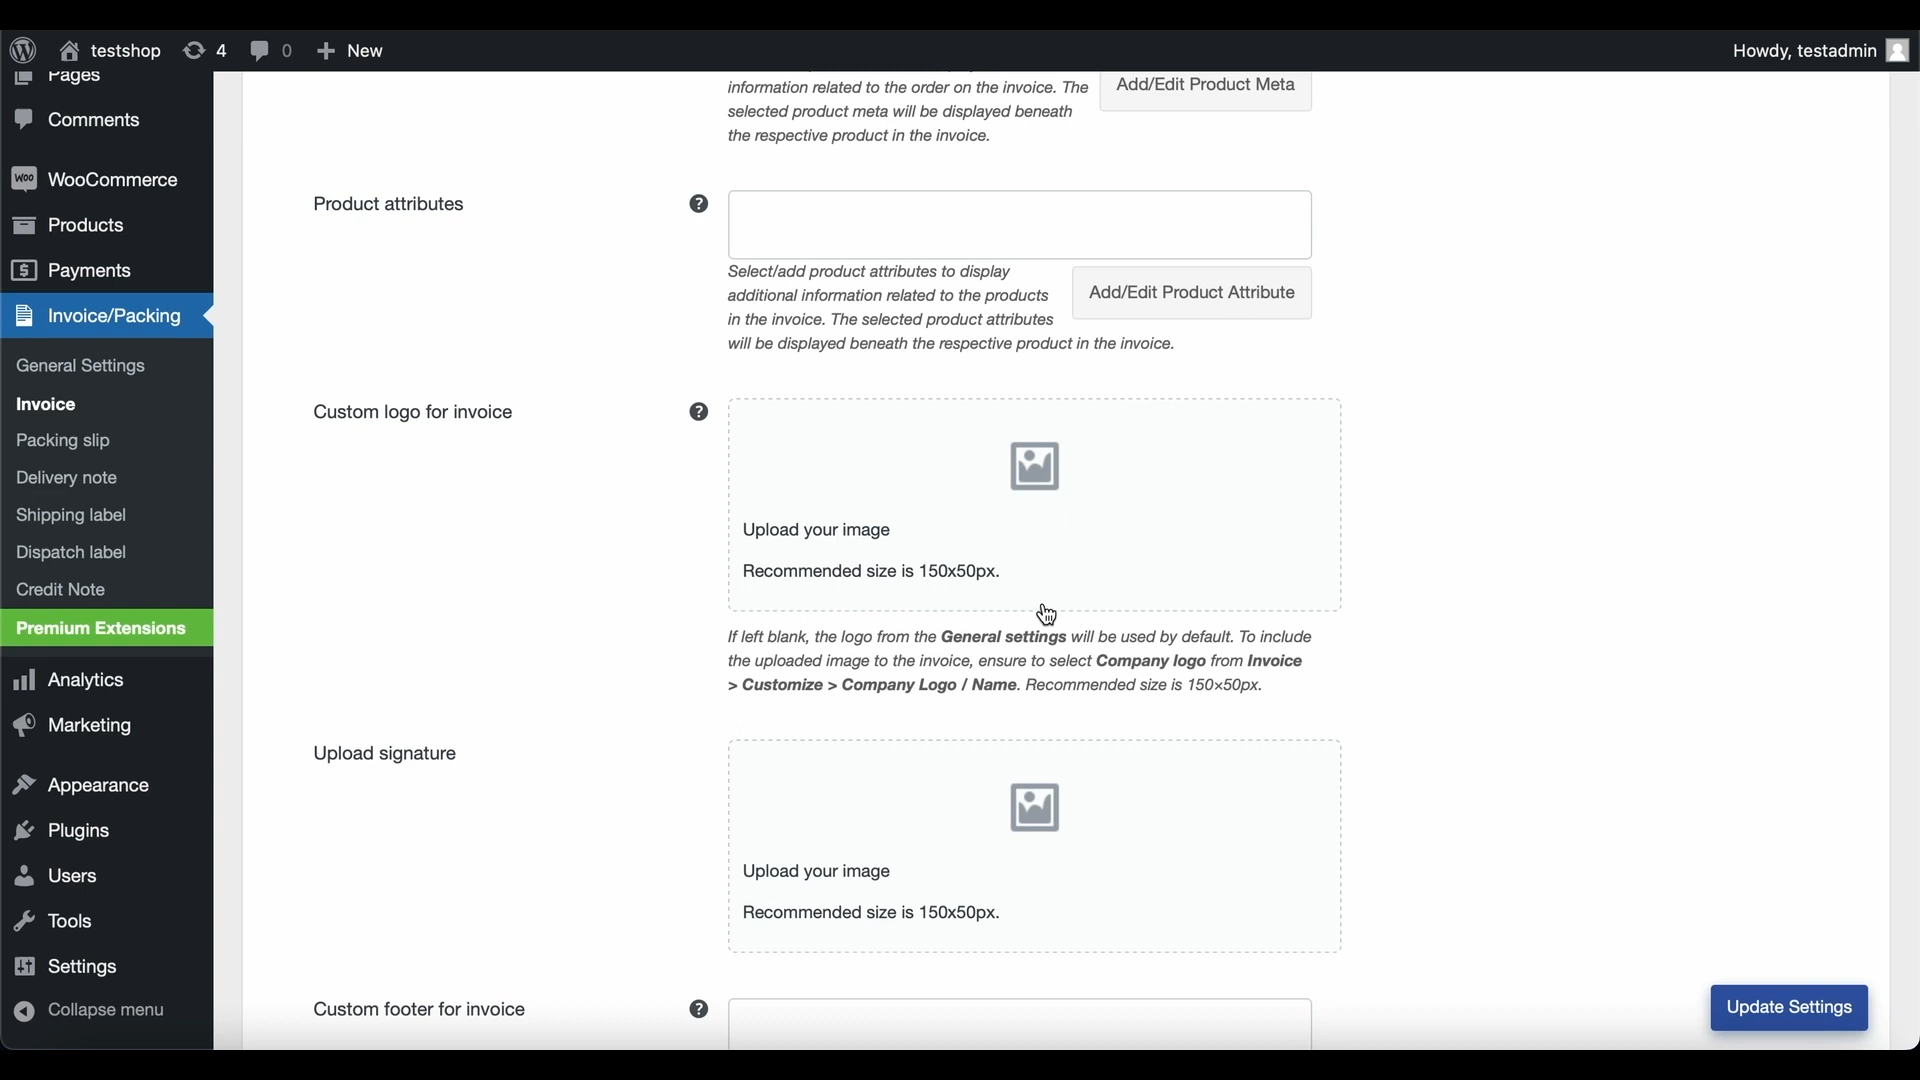 testshop 4 0 New Howdy, testadmin
Pages
Comments
WooCommerce
Products
Payments
Invoice/Packing
General Settings
Invoice
Packing slip
Delivery note
Shipping label
Dispatch label
Credit Note
Premium Extensions
Analytics
Marketing
Appearance
Plugins
Users
Tools
Settings
Collapse menu
information related to the order on the invoice. The
selected product meta will be displayed beneath
the respective product in the invoice.
Add/Edit Product Meta
Product attributes
Select/add product attributes to display
additional information related to the products
in the invoice. The selected product attributes
will be displayed beneath the respective product in the invoice.
Add/Edit Product Attribute
Custom logo for invoice
Upload your image
Recommended size is 150x50px.
If left blank, the logo from the General settings will be used by default. To include
the uploaded image to the invoice, ensure to select Company logo from Invoice
> Customize > Company Logo / Name. Recommended size is 150×50px.
Upload signature
Upload your image
Recommended size is 150x50px.
Custom footer for invoice
Update Settings